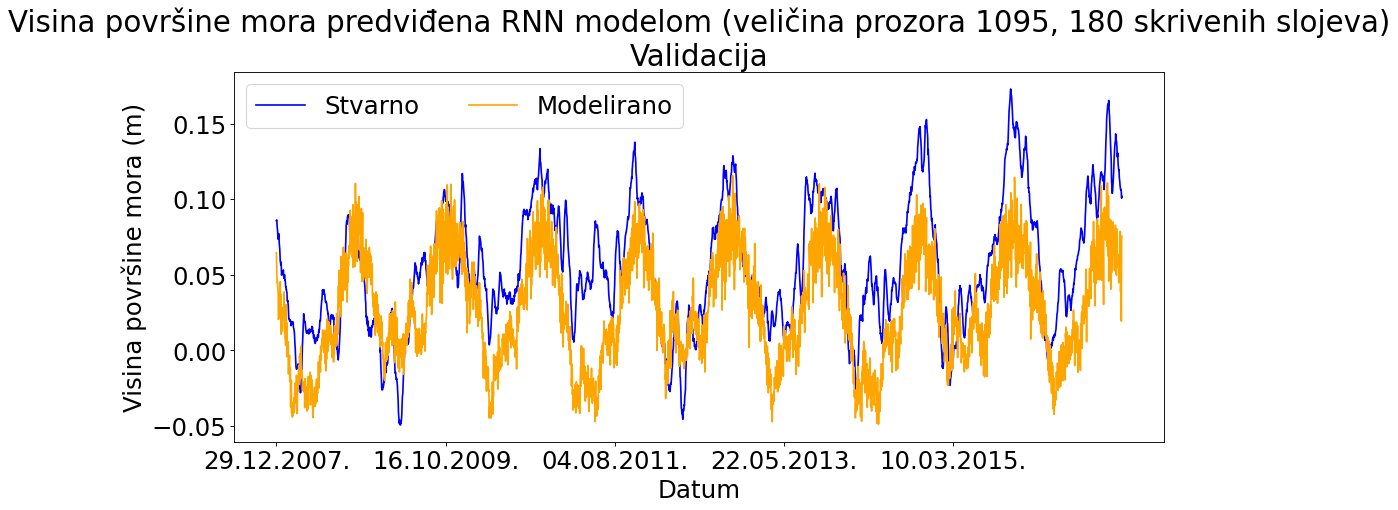 Visina površine mora predviđena RNN modelom (veličina prozora 1095, 180 skrivenih slojeva)
Validacija
Stvarno
Modelirano
Visina površine mora (m)
0.15
0.10
0.05
0.00
−0.05
29.12.2007.
16.10.2009.
04.08.2011.
22.05.2013.
10.03.2015.
Datum